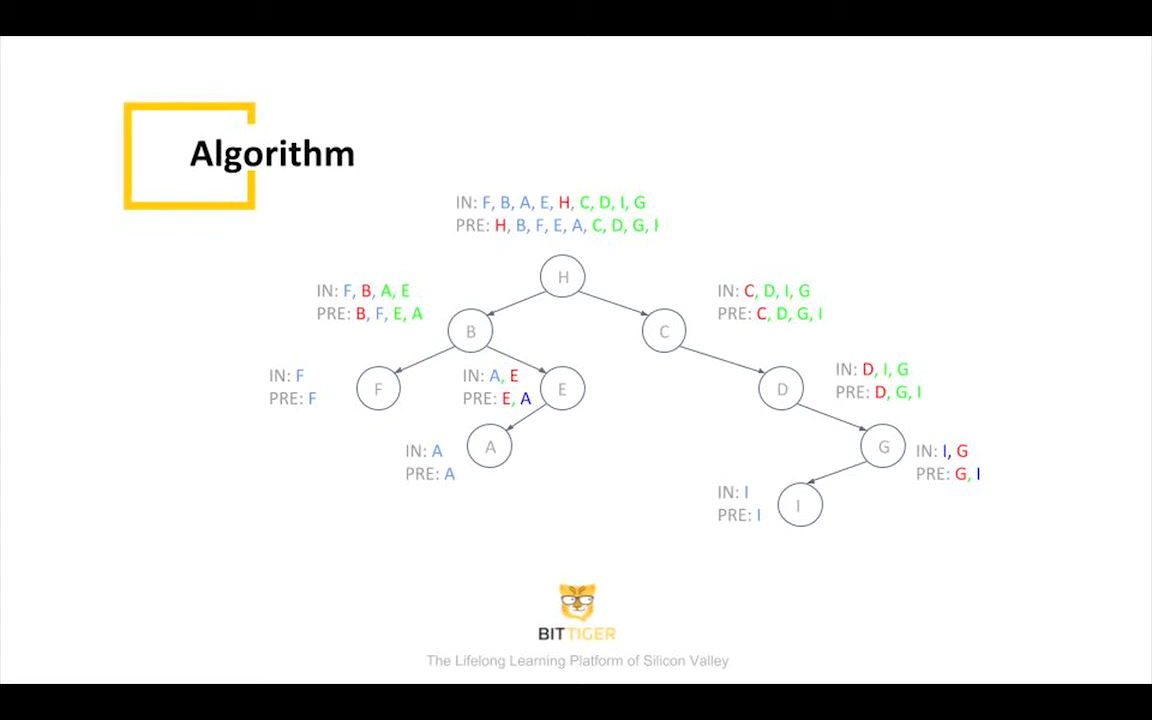 Algorithm
IN: F, B, A, E, H, C, D, I, G
PRE: H, B, F, E, A, C, D, G, I
H
IN: F, B, A, E
PRE: B, F, E, A
B
C
IN: C, D, I, G
PRE: C, D, G, I
IN: F
PRE: F
F
IN: A, E
PRE: E, A
E
D
IN: D, I, G
PRE: D, G, I
IN: A
PRE: A
A
G
IN: I, G
PRE: G, I
IN: I
PRE: I
I
BITTIGER
The Lifelong Learning Platform of Silicon Valley